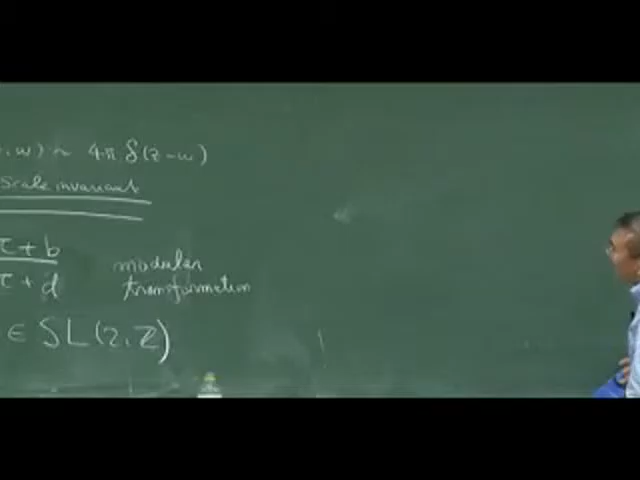 , w) ~ 4π δ(z-w)
scale invariant
τ + b
τ + d
modular
transformation
∈ SL(2, Z)